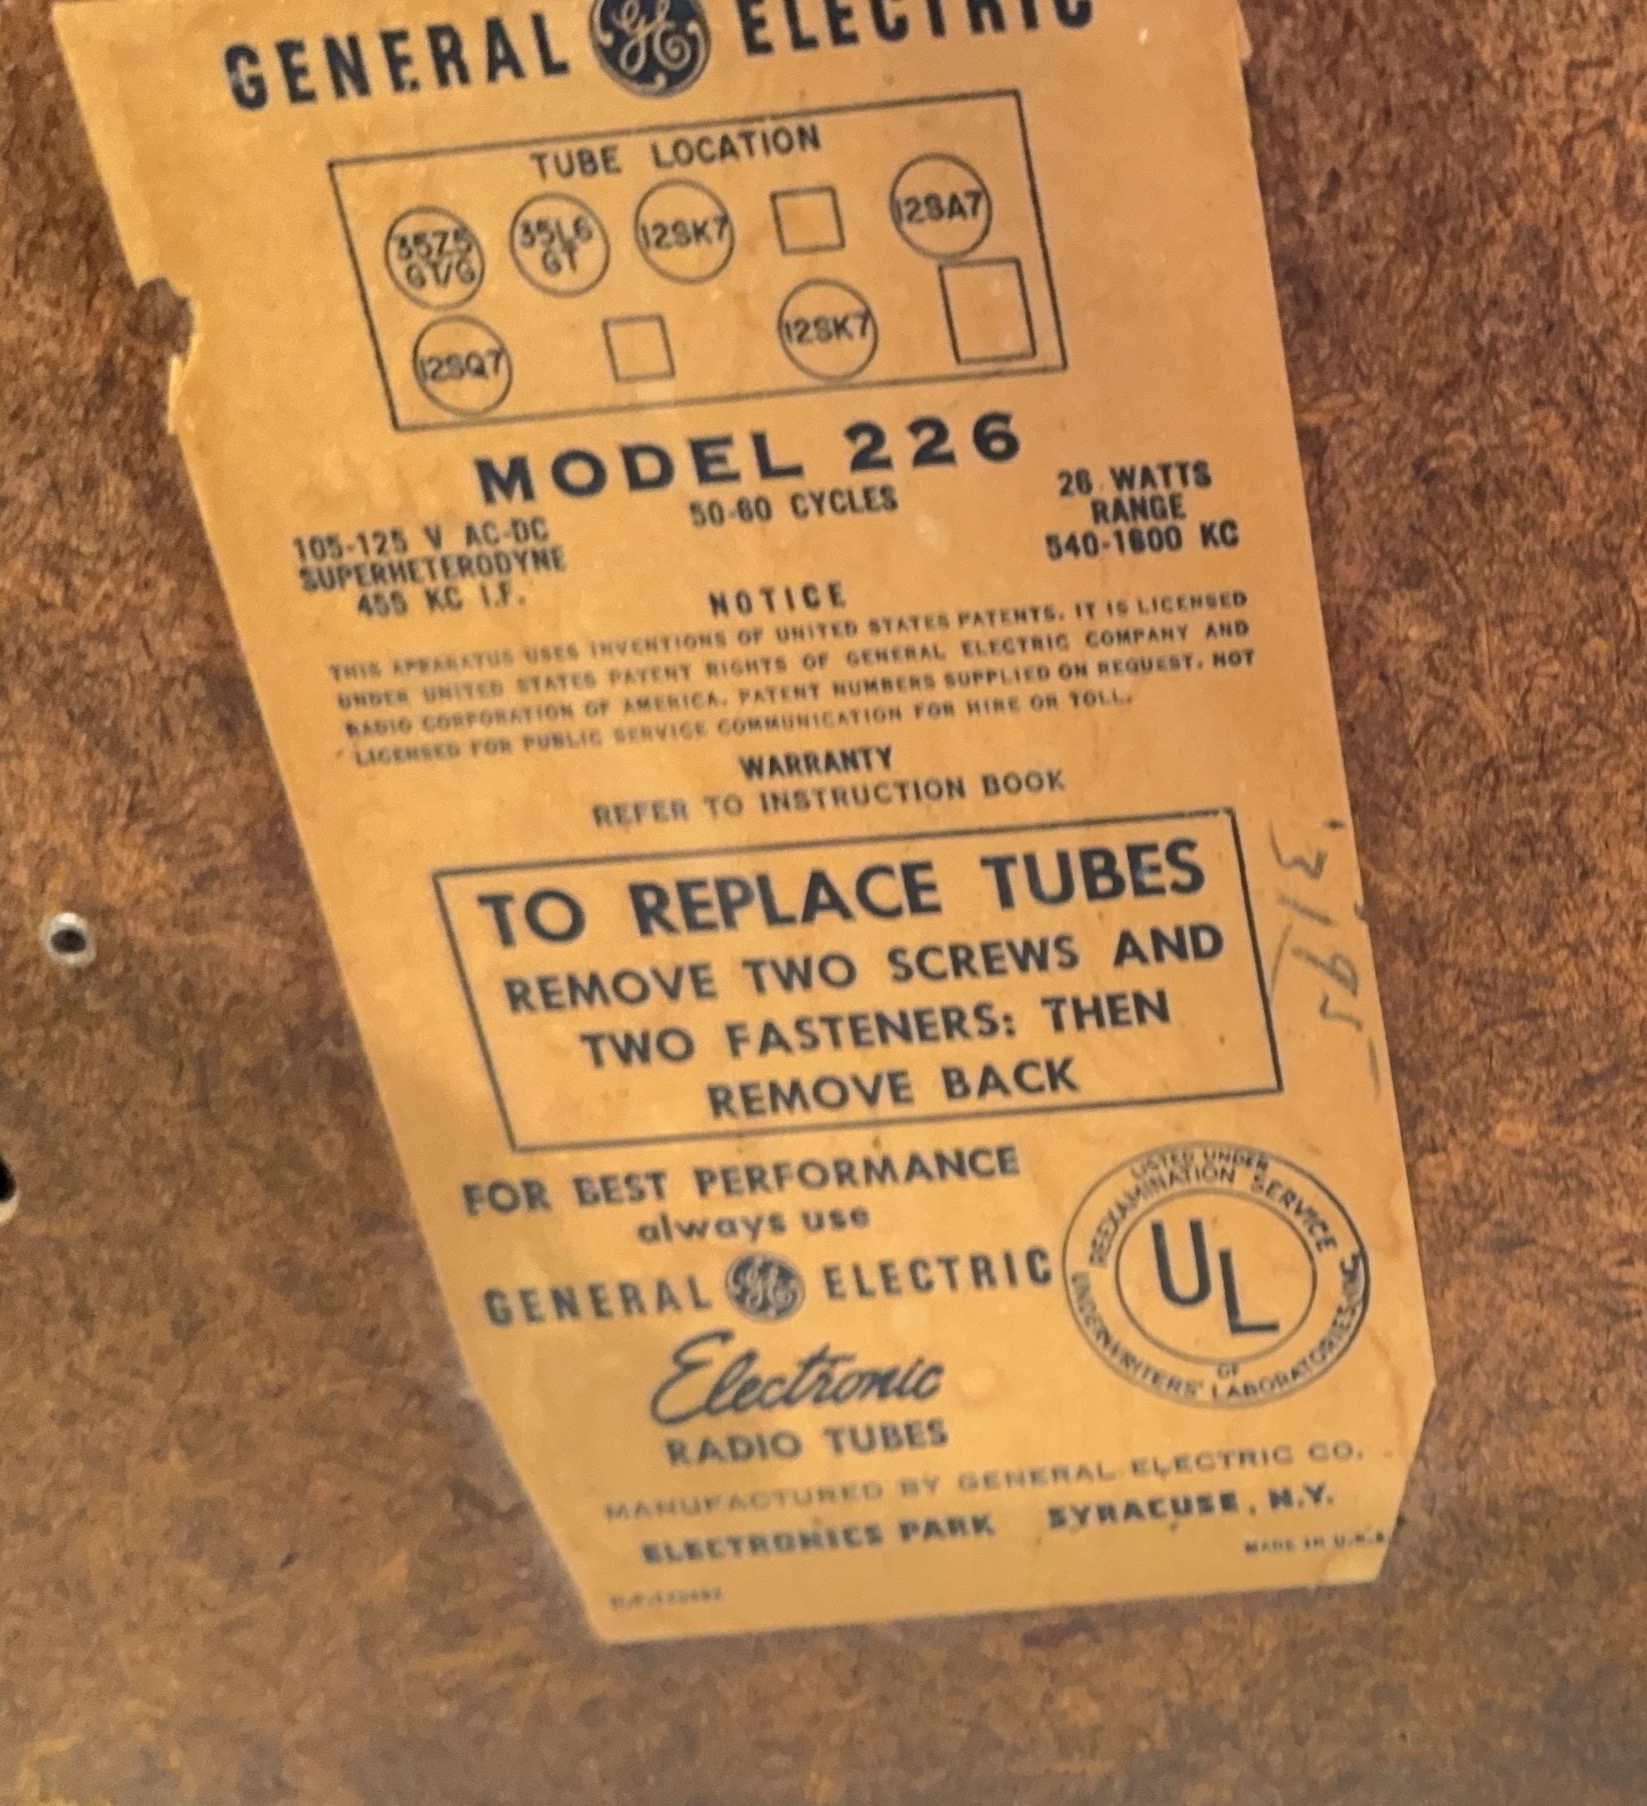 GENERAL GE ELECTRIC
TUBE LOCATION
35Z5 GT/G
35L6 GT
12SK7
12SA7
12SQ7
12SK7
MODEL 226
105-125 V AC-DC
SUPERHETERODYNE
455 KC I.F.
50-60 CYCLES
26 WATTS
RANGE
540-1600 KC
NOTICE
THIS APPARATUS USES INVENTIONS OF UNITED STATES PATENTS. IT IS LICENSED
UNDER UNITED STATES PATENT RIGHTS OF GENERAL ELECTRIC COMPANY AND
RADIO CORPORATION OF AMERICA. PATENT NUMBERS SUPPLIED ON REQUEST. NOT
LICENSED FOR PUBLIC SERVICE COMMUNICATION FOR HIRE OR TOLL.
WARRANTY
REFER TO INSTRUCTION BOOK
TO REPLACE TUBES
REMOVE TWO SCREWS AND
TWO FASTENERS: THEN
REMOVE BACK
FOR BEST PERFORMANCE
always use
GENERAL GE ELECTRIC
Electronic
RADIO TUBES
LISTED UNDER
REEXAMINATION SERVICE
UL
OF
UNDERWRITERS' LABORATORIES, INC.
MANUFACTURED BY GENERAL ELECTRIC CO.
ELECTRONICS PARK SYRACUSE, N.Y.
MADE IN U.S.A.